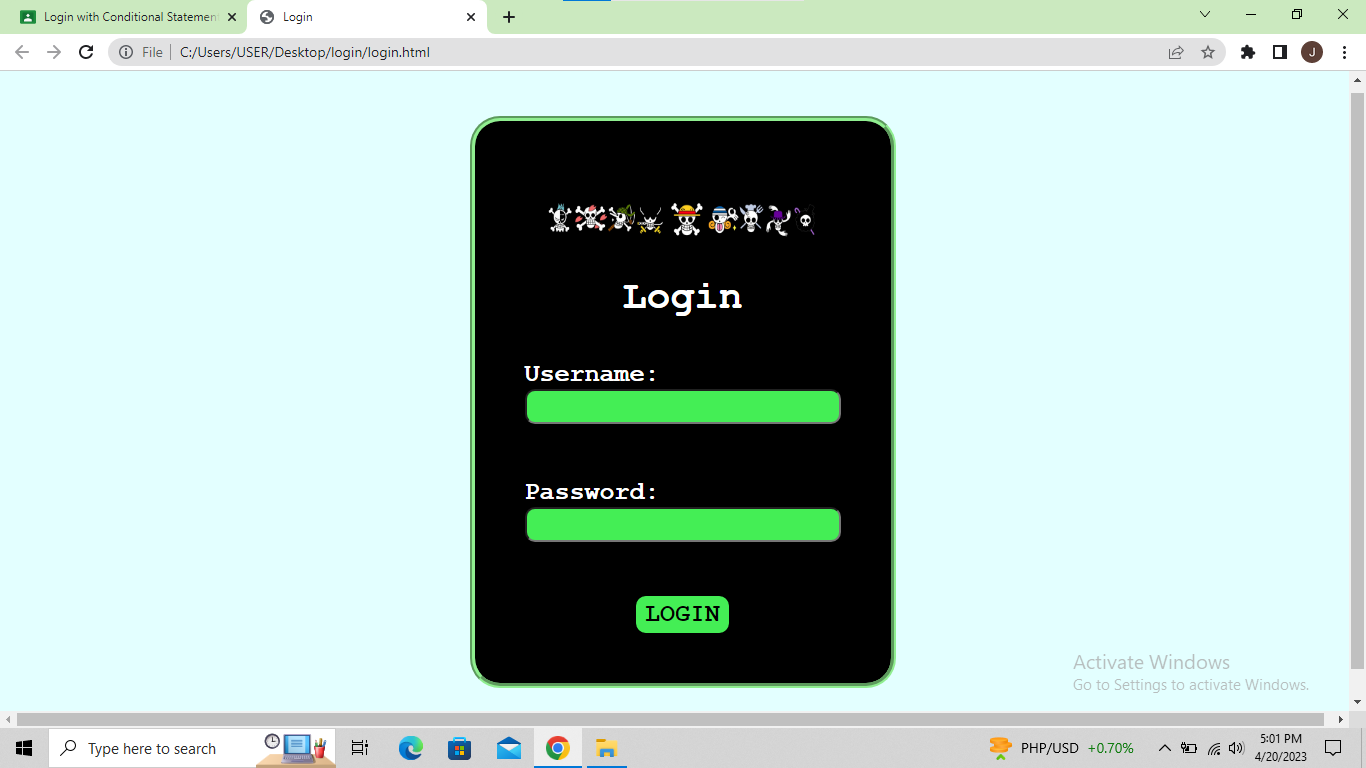 Login with Conditional Statement
Login
File
C:/Users/USER/Desktop/login/login.html
J
Login
Username:
Password:
LOGIN
Activate Windows
Go to Settings to activate Windows.
Type here to search
PHP/USD +0.70%
5:01 PM
4/20/2023